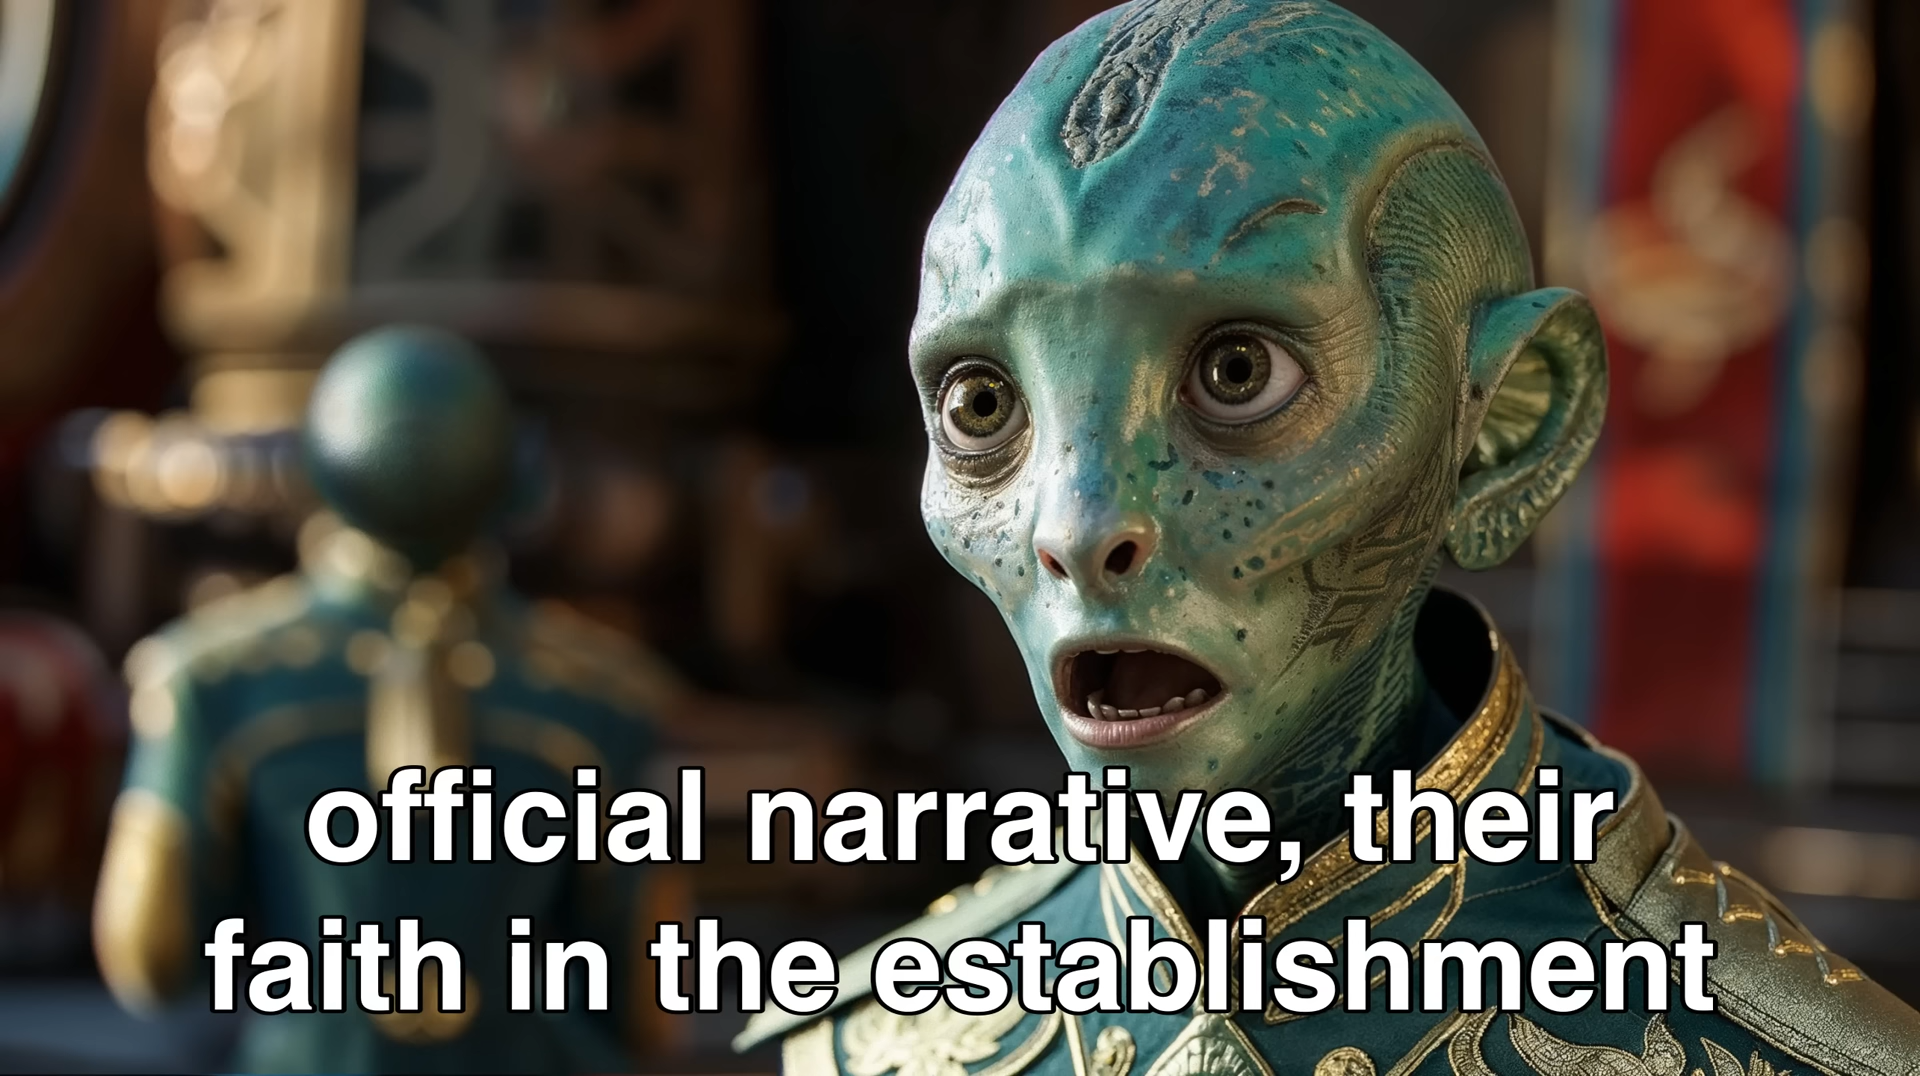 official narrative, their
faith in the establishment